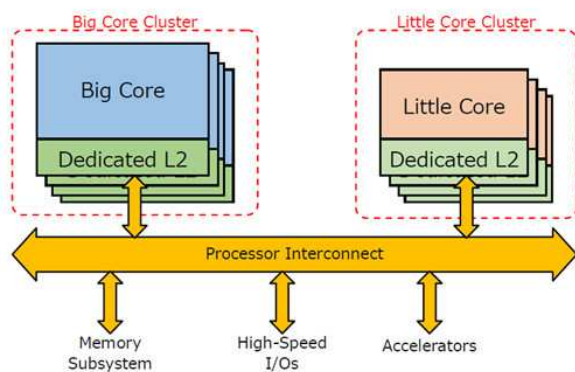 Big Core Cluster
Little Core Cluster
Big Core
Dedicated L2
Little Core
Dedicated L2
Processor Interconnect
Memory
Subsystem
High-Speed
I/Os
Accelerators